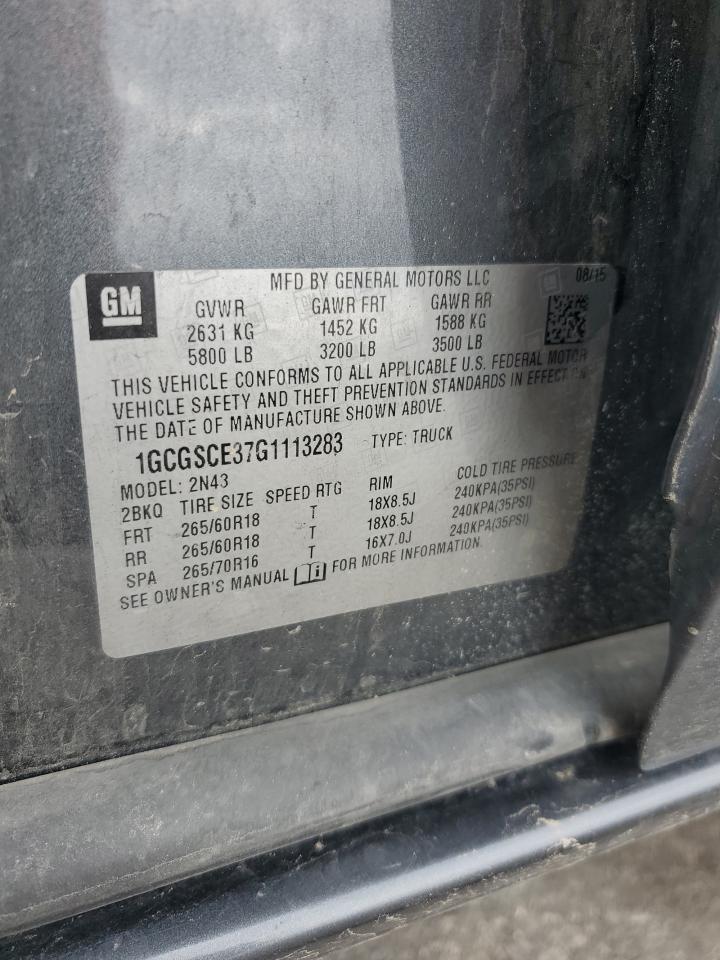 GM
MFD BY GENERAL MOTORS LLC 08/15
GVWR GAWR FRT GAWR RR
2631 KG 1452 KG 1588 KG
5800 LB 3200 LB 3500 LB
THIS VEHICLE CONFORMS TO ALL APPLICABLE U.S. FEDERAL MOTOR
VEHICLE SAFETY AND THEFT PREVENTION STANDARDS IN EFFECT ON
THE DATE OF MANUFACTURE SHOWN ABOVE.
1GCGSCE37G1113283 TYPE: TRUCK
MODEL: 2N43
2BKQ TIRE SIZE SPEED RTG RIM COLD TIRE PRESSURE
FRT 265/60R18 T 18X8.5J 240KPA(35PSI)
RR 265/60R18 T 18X8.5J 240KPA(35PSI)
SPA 265/70R16 T 16X7.0J 240KPA(35PSI)
SEE OWNER'S MANUAL FOR MORE INFORMATION.